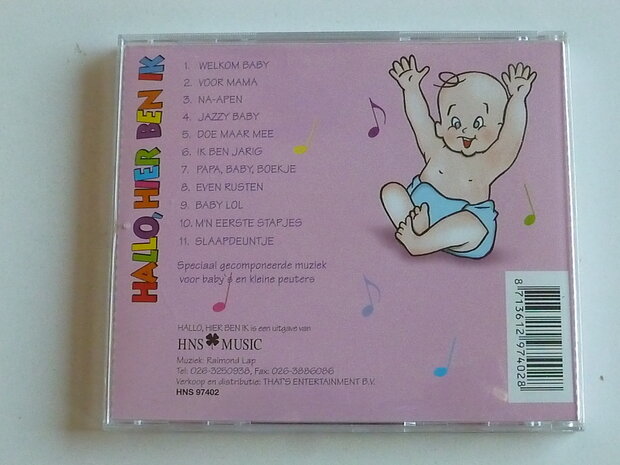 HALLO, HIER BEN IK
1. WELKOM BABY
2. VOOR MAMA
3. NA-APEN
4. JAZZY BABY
5. DOE MAAR MEE
6. IK BEN JARIG
7. PAPA, BABY, BOEKJE
8. EVEN RUSTEN
9. BABY LOL
10. M'N EERSTE STAPJES
11. SLAAPDEUNTJE
Speciaal gecomponeerde muziek
voor baby's en kleine peuters
HALLO, HIER BEN IK is een uitgave van
HNS MUSIC
Muziek: Raimond Lap
Tel: 026-3250938, Fax: 026-3886086
Verkoop en distributie: THAT'S ENTERTAINMENT B.V.
HNS 97402
8 713612 974028